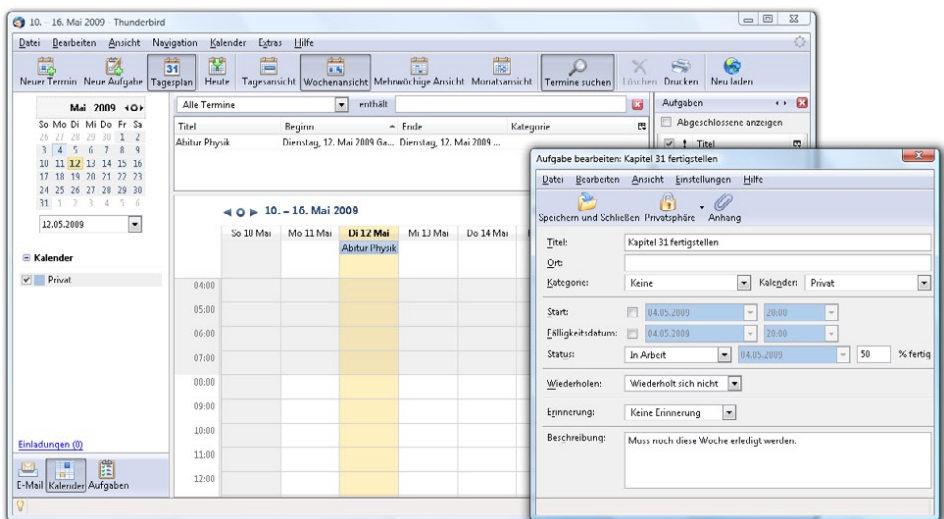 10. – 16. Mai 2009 - Thunderbird
Datei Bearbeiten Ansicht Navigation Kalender Extras Hilfe
Neuer Termin Neue Aufgabe Tagesplan Heute Tagesansicht Wochenansicht Mehrwöchige Ansicht Monatsansicht Termine suchen Löschen Drucken Neu laden
Mai 2009
So Mo Di Mi Do Fr Sa
26 27 28 29 30 1 2
3 4 5 6 7 8 9
10 11 12 13 14 15 16
17 18 19 20 21 22 23
24 25 26 27 28 29 30
31 1 2 3 4 5 6
12.05.2009
Kalender
Privat
Einladungen (0)
E-Mail Kalender Aufgaben
Alle Termine enthält
Titel Beginn Ende Kategorie
Abitur Physik Dienstag, 12. Mai 2009 Ga... Dienstag, 12. Mai 2009 ...
10. – 16. Mai 2009
So 10 Mai Mo 11 Mai Di 12 Mai Mi 13 Mai Do 14 Mai
Abitur Physik
04:00
05:00
06:00
07:00
08:00
09:00
10:00
11:00
12:00
Aufgaben
Abgeschlossene anzeigen
! Titel
Aufgabe bearbeiten: Kapitel 31 fertigstellen
Datei Bearbeiten Ansicht Einstellungen Hilfe
Speichern und Schließen Privatsphäre Anhang
Titel: Kapitel 31 fertigstellen
Ort:
Kategorie: Keine Kalender: Privat
Start: 04.05.2009 20:00
Fälligkeitsdatum: 04.05.2009 20:00
Status: In Arbeit 04.05.2009 50 % fertig
Wiederholen: Wiederholt sich nicht
Erinnerung: Keine Erinnerung
Beschreibung: Muss noch diese Woche erledigt werden.